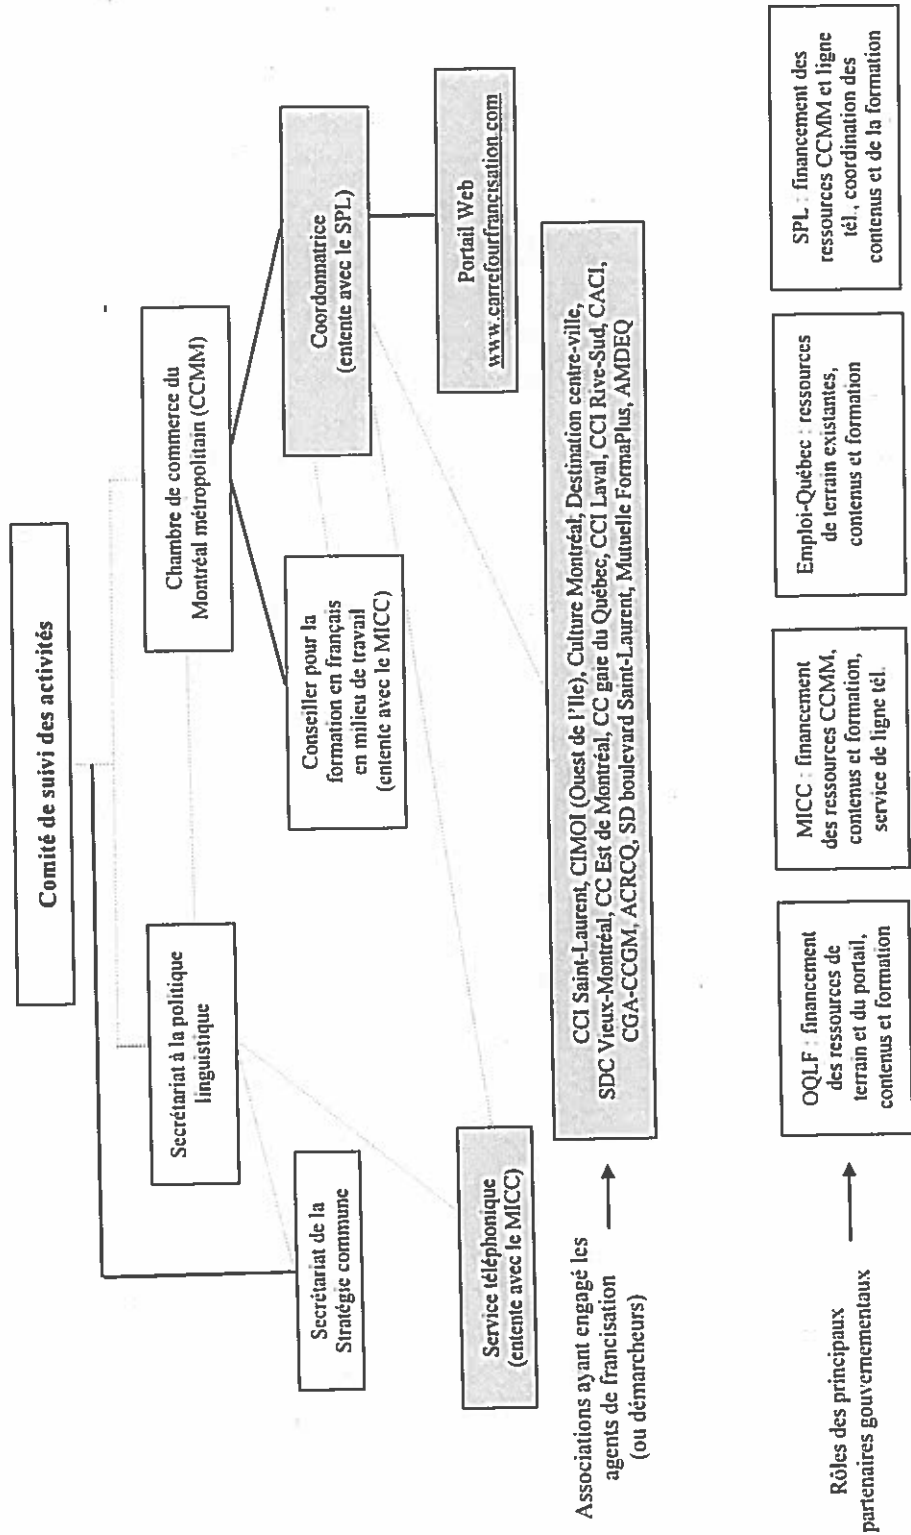 Comité de suivi des activités
Secrétariat à la politique
linguistique
Chambre de commerce du
Montréal métropolitain (CCMM)
Secrétariat de la
Stratégie commune
Conseiller pour la
formation en français
en milieu de travail
(entente avec le MICC)
Coordonnatrice
(entente avec le SPL)
Service téléphonique
(entente avec le MICC)
Portail Web
www.carrefourfrancisation.com
Associations ayant engagé les
agents de francisation
(ou démarcheurs)
CCI Saint-Laurent, CIMOI (Ouest de l'Ile), Culture Montréal, Destination centre-ville,
SDC Vieux-Montréal, CC Est de Montréal, CC gaie du Québec, CCI Laval, CCI Rive-Sud, CACI,
CGA-CCGM, ACRCQ, SD boulevard Saint-Laurent, Mutuelle FormaPlus, AMDEQ
Rôles des principaux
partenaires gouvernementaux
OQLF : financement
des ressources de
terrain et du portail,
contenus et formation
MICC : financement
des ressources CCMM,
contenus et formation,
service de ligne tél.
Emploi-Québec : ressources
de terrain existantes,
contenus et formation
SPL : financement des
ressources CCMM et ligne
tél., coordination des
contenus et de la formation